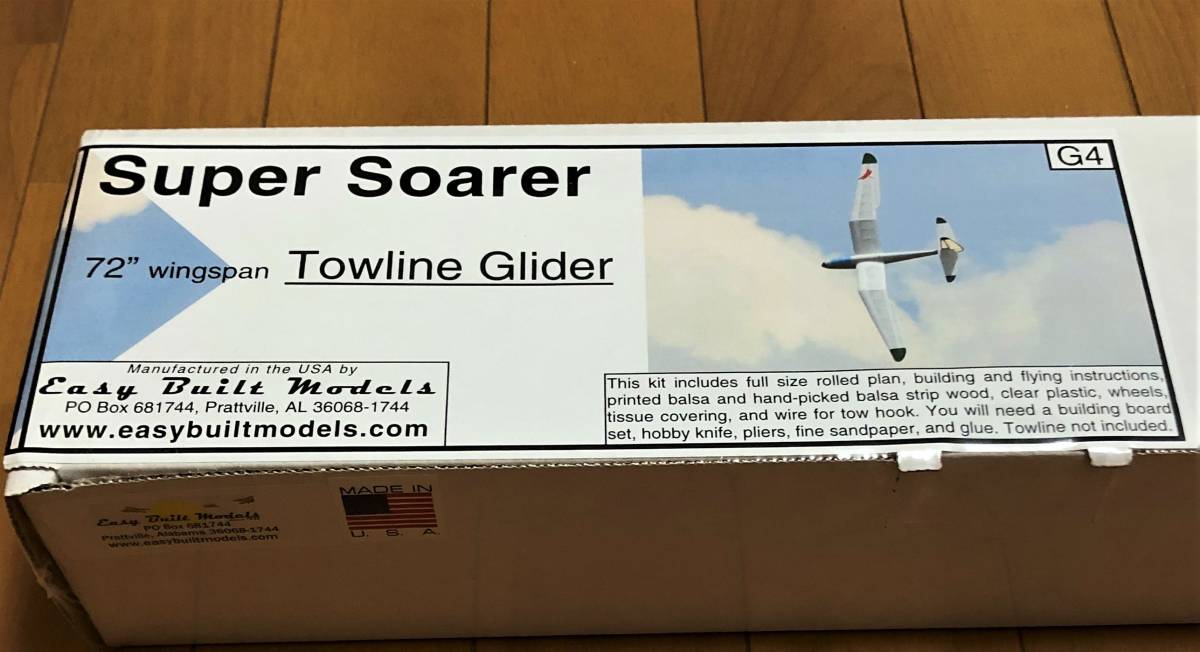 Super Soarer
G4
72” wingspan Towline Glider
Manufactured in the USA by
Easy Built Models
PO Box 681744, Prattville, AL 36068-1744
www.easybuiltmodels.com
This kit includes full size rolled plan, building and flying instructions,
printed balsa and hand-picked balsa strip wood, clear plastic, wheels,
tissue covering, and wire for tow hook. You will need a building board
set, hobby knife, pliers, fine sandpaper, and glue. Towline not included.
Easy Built Models
PO Box 681744
Prattville, Alabama 36068-1744
www.easybuiltmodels.com
MADE IN
U. S. A.